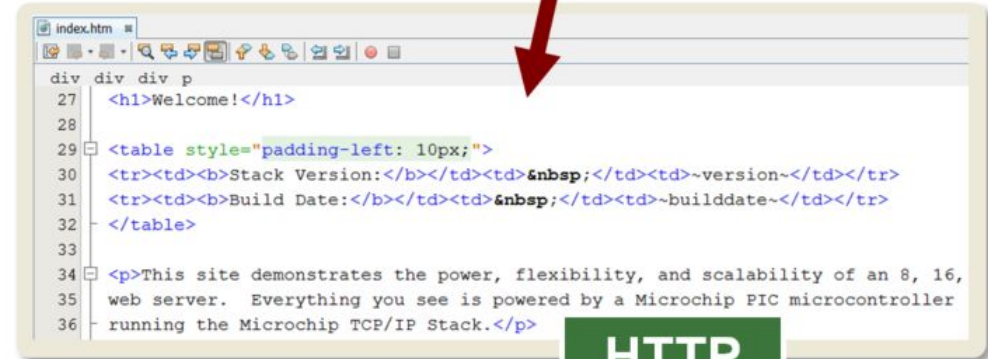 index.htm
div div div p
27 <h1>Welcome!</h1>
28
29 <table style="padding-left: 10px;">
30 <tr><td><b>Stack Version:</b></td><td>&nbsp;</td><td>~version~</td></tr>
31 <tr><td><b>Build Date:</b></td><td>&nbsp;</td><td>~builddate~</td></tr>
32 </table>
33
34 <p>This site demonstrates the power, flexibility, and scalability of an 8, 16,
35 web server.  Everything you see is powered by a Microchip PIC microcontroller
36 running the Microchip TCP/IP Stack.</p>
HTTP